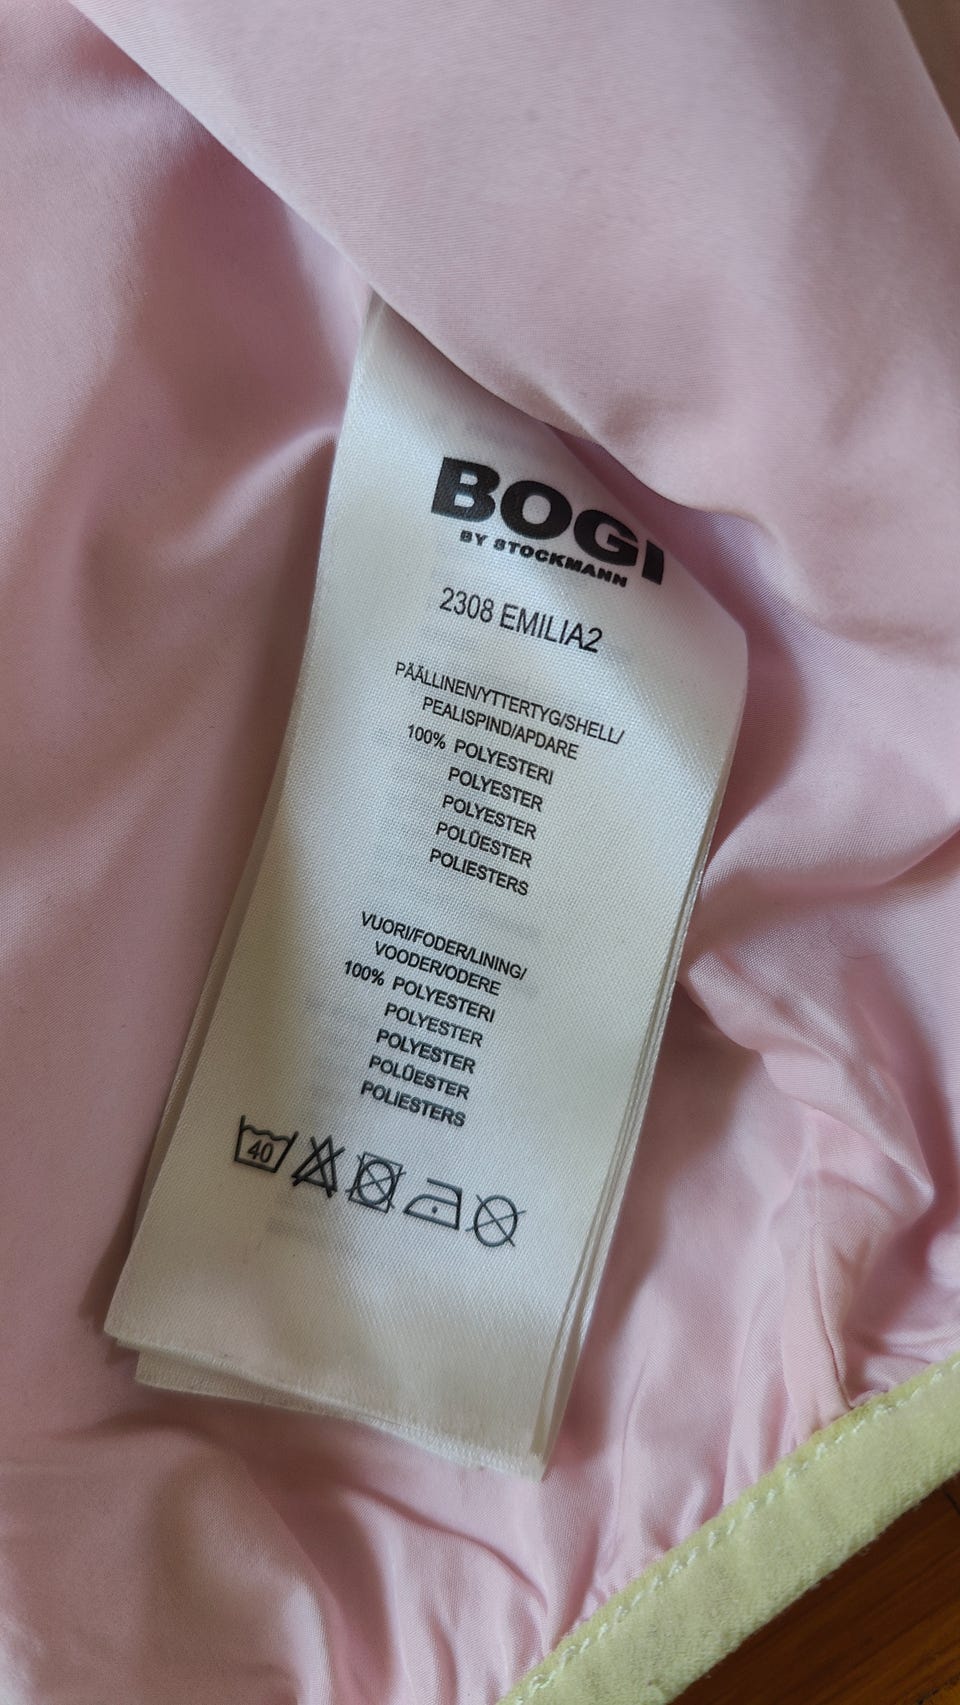 BOGI
BY STOCKMANN
2308 EMILIA2
PÄÄLLINEN/YTTERTYG/SHELL/
PEALISPIND/APDARE
100% POLYESTERI
POLYESTER
POLYESTER
POLÜESTER
POLIESTERS
VUORI/FODER/LINING/
VOODER/ODERE
100% POLYESTERI
POLYESTER
POLYESTER
POLÜESTER
POLIESTERS
40